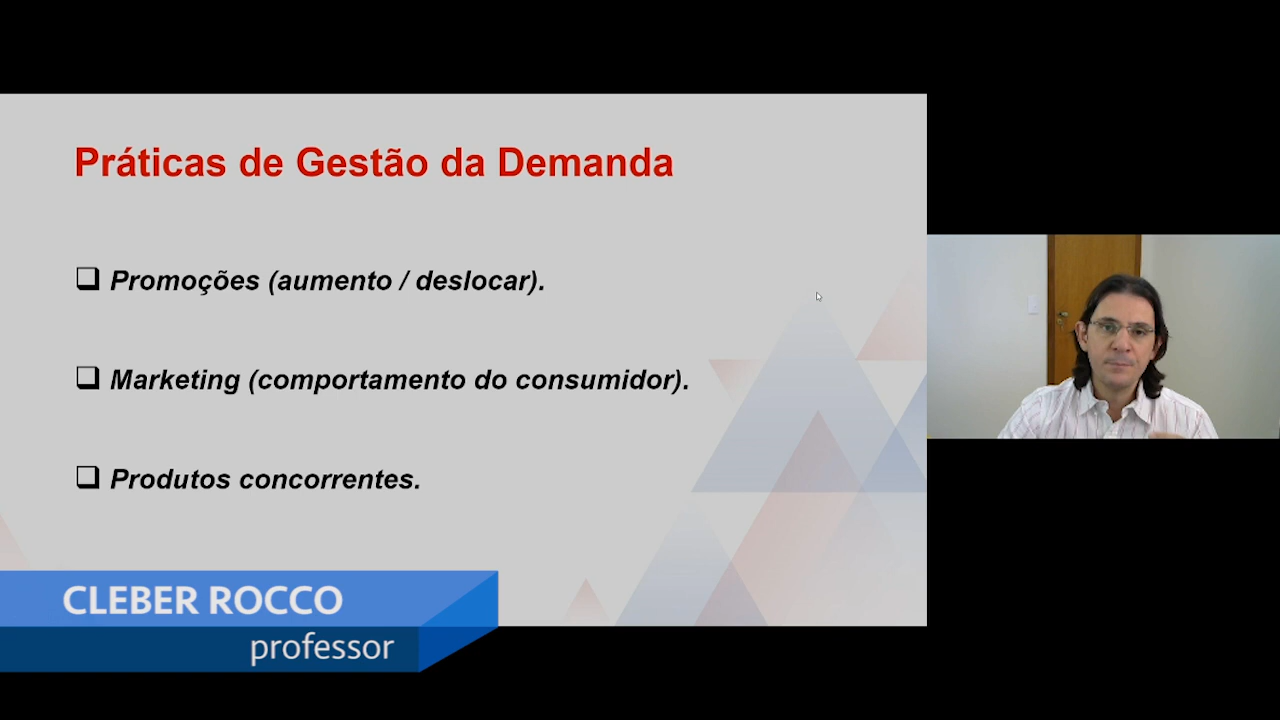 Práticas de Gestão da Demanda
Promoções (aumento / deslocar).
Marketing (comportamento do consumidor).
Produtos concorrentes.
CLEBER ROCCO
professor